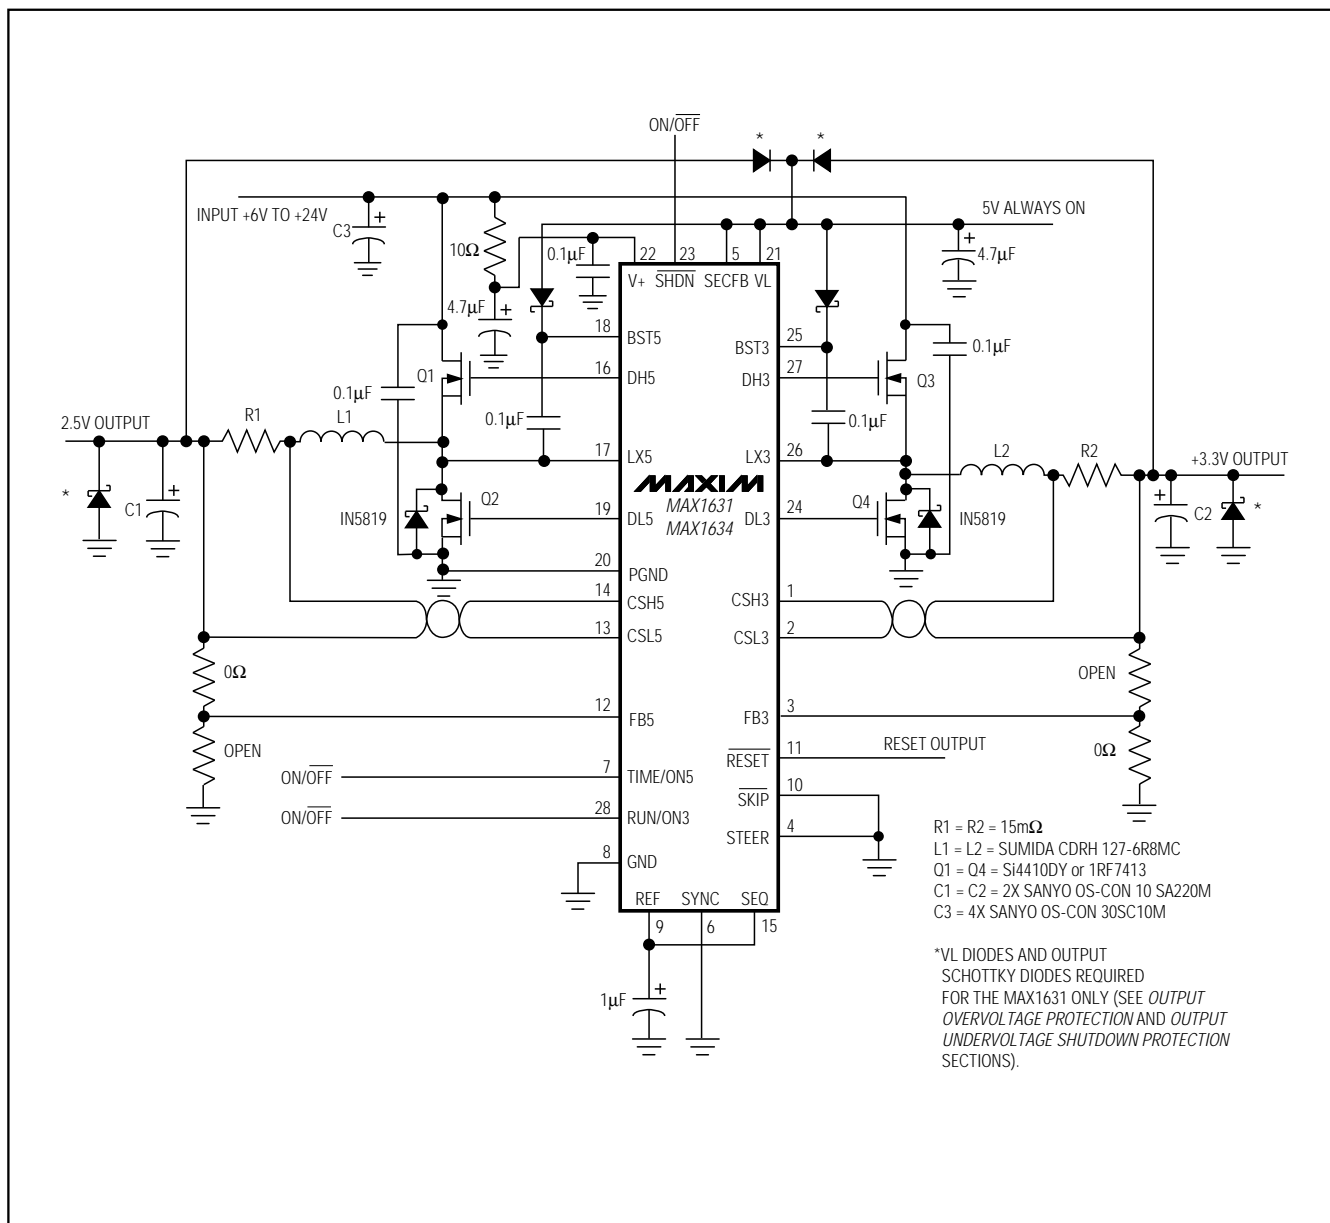 ON/OFF
*
*
INPUT +6V TO +24V
C3
+
10Ω
0.1μF
22
23
5
21
5V ALWAYS ON
+
4.7μF
V+
SHDN
SECFB
VL
4.7μF
+
18
BST5
BST3
25
0.1μF
Q1
16
DH5
DH3
27
Q3
0.1μF
0.1μF
0.1μF
2.5V OUTPUT
R1
L1
17
LX5
LX3
26
L2
R2
+3.3V OUTPUT
MAXIM
MAX1631
MAX1634
*
C1
+
IN5819
Q2
19
DL5
DL3
24
Q4
IN5819
+
C2
*
20
PGND
14
CSH5
CSH3
1
13
CSL5
CSL3
2
0Ω
OPEN
12
FB5
FB3
3
OPEN
RESET
11
RESET OUTPUT
0Ω
ON/OFF
7
TIME/ON5
SKIP
10
ON/OFF
28
RUN/ON3
STEER
4
8
GND
REF
SYNC
SEQ
9
6
15
1μF
+
R1 = R2 = 15mΩ
L1 = L2 = SUMIDA CDRH 127-6R8MC
Q1 = Q4 = Si4410DY or 1RF7413
C1 = C2 = 2X SANYO OS-CON 10 SA220M
C3 = 4X SANYO OS-CON 30SC10M
*VL DIODES AND OUTPUT
SCHOTTKY DIODES REQUIRED
FOR THE MAX1631 ONLY (SEE OUTPUT
OVERVOLTAGE PROTECTION AND OUTPUT
UNDERVOLTAGE SHUTDOWN PROTECTION
SECTIONS).